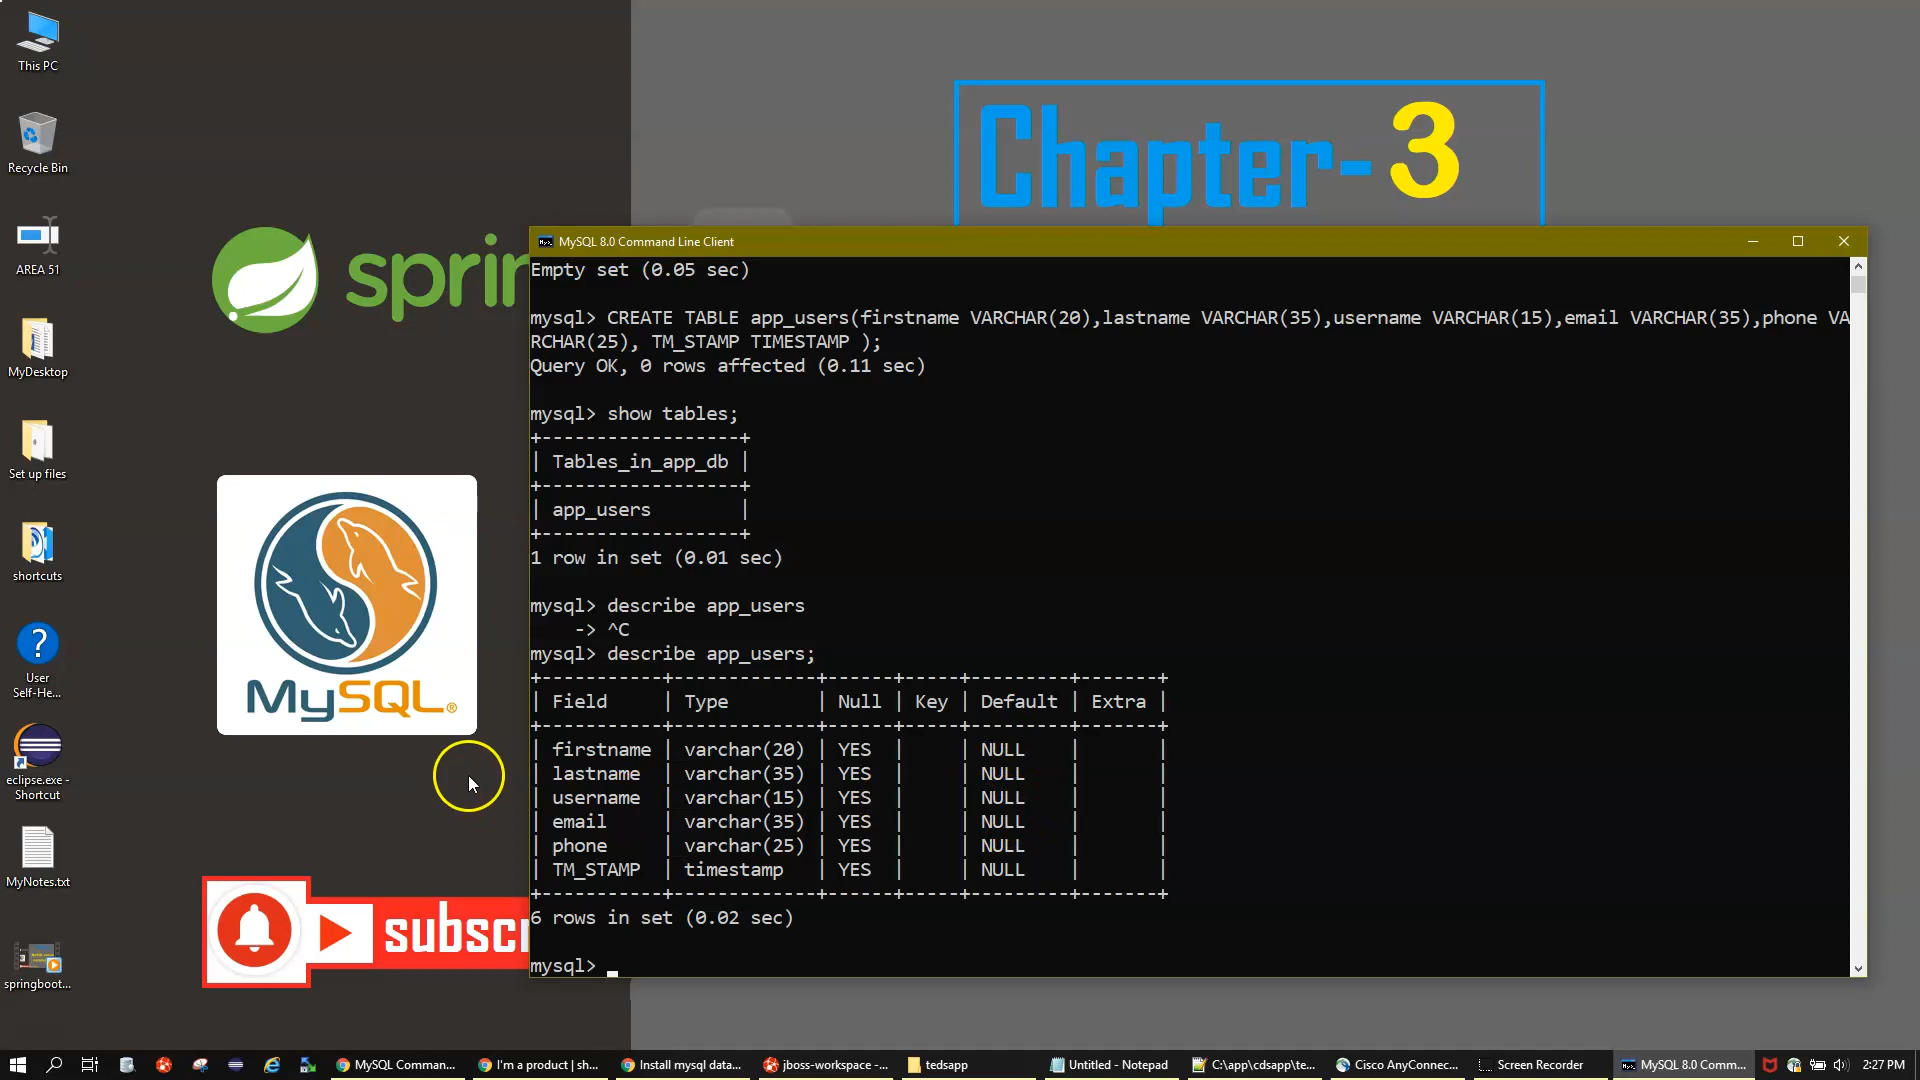 This PC
Recycle Bin
AREA 51
MyDesktop
Set up files
shortcuts
User
Self-He...
eclipse.exe -
Shortcut
MyNotes.txt
springboot...
Chapter-3
spring
MySQL®
subscr
MySQL 8.0 Command Line Client
Empty set (0.05 sec)
mysql> CREATE TABLE app_users(firstname VARCHAR(20),lastname VARCHAR(35),username VARCHAR(15),email VARCHAR(35),phone VA
RCHAR(25), TM_STAMP TIMESTAMP );
Query OK, 0 rows affected (0.11 sec)
mysql> show tables;
+------------------+
| Tables_in_app_db |
+------------------+
| app_users        |
+------------------+
1 row in set (0.01 sec)
mysql> describe app_users
    -> ^C
mysql> describe app_users;
+-----------+-------------+------+-----+---------+-------+
| Field     | Type        | Null | Key | Default | Extra |
+-----------+-------------+------+-----+---------+-------+
| firstname | varchar(20) | YES  |     | NULL    |       |
| lastname  | varchar(35) | YES  |     | NULL    |       |
| username  | varchar(15) | YES  |     | NULL    |       |
| email     | varchar(35) | YES  |     | NULL    |       |
| phone     | varchar(25) | YES  |     | NULL    |       |
| TM_STAMP  | timestamp   | YES  |     | NULL    |       |
+-----------+-------------+------+-----+---------+-------+
6 rows in set (0.02 sec)
mysql> _
MySQL Comman...
I'm a product | sh...
Install mysql data...
jboss-workspace -...
tedsapp
Untitled - Notepad
C:\app\cdsapp\te...
Cisco AnyConnec...
Screen Recorder
MySQL 8.0 Comm...
2:27 PM